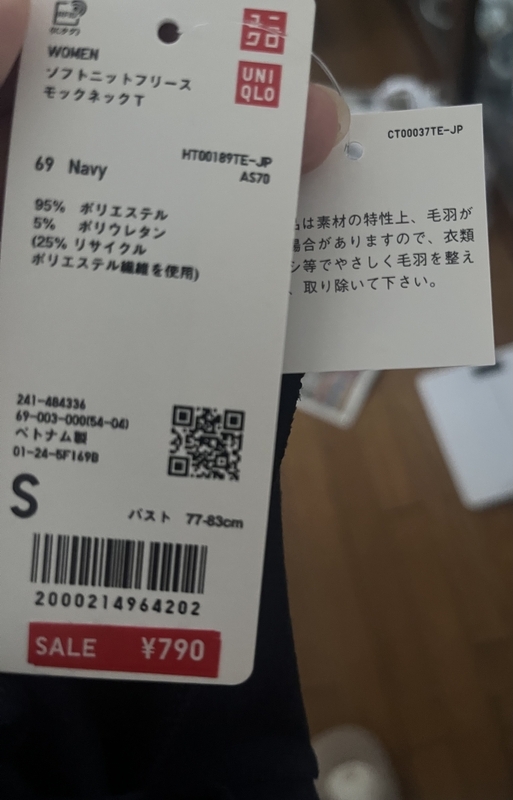 WOMEN
ソフトニットフリース
モックネックT
ユニ
クロ
UNI
QLO
69 Navy
HT00189TE-JP
AS70
95% ポリエステル
5% ポリウレタン
(25% リサイクル
ポリエステル繊維を使用)
241-484336
69-003-000(54-04)
ベトナム製
01-24-5F169B
S
バスト 77-83cm
2000214964202
SALE ¥790
CT00037TE-JP
は素材の特性上、毛羽が
場合がありますので、衣類
シ等でやさしく毛羽を整え
、取り除いて下さい。